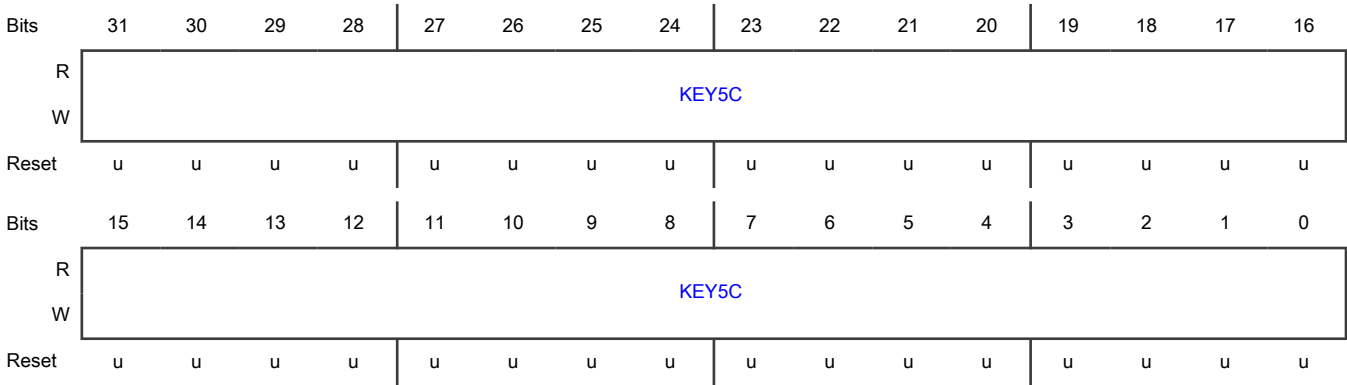 Bits 31 30 29 28 27 26 25 24 23 22 21 20 19 18 17 16
R
KEY5C
W
Reset u u u u u u u u u u u u u u u u
Bits 15 14 13 12 11 10 9 8 7 6 5 4 3 2 1 0
R
KEY5C
W
Reset u u u u u u u u u u u u u u u u